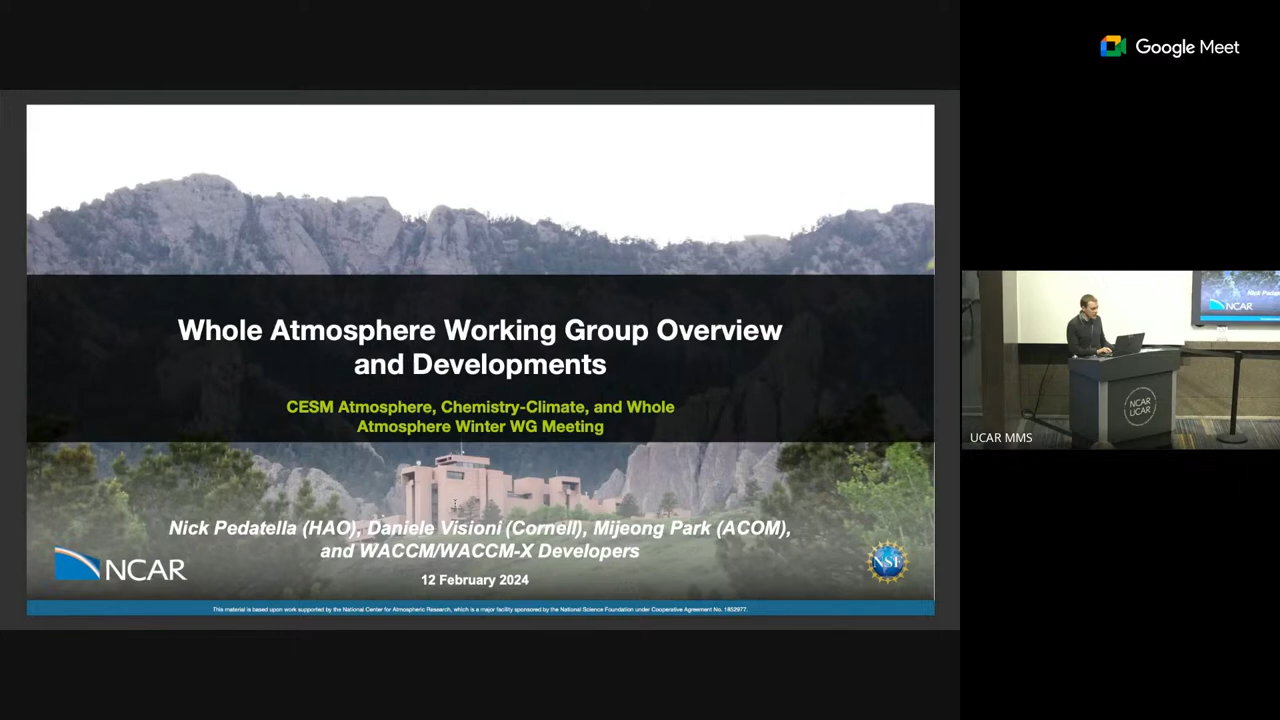 Google Meet
Whole Atmosphere Working Group Overview
and Developments
CESM Atmosphere, Chemistry-Climate, and Whole
Atmosphere Winter WG Meeting
Nick Pedatella (HAO), Daniele Visioni (Cornell), Mijeong Park (ACOM),
and WACCM/WACCM-X Developers
12 February 2024
NCAR
NSF
This material is based upon work supported by the National Center for Atmospheric Research, which is a major facility sponsored by the National Science Foundation under Cooperative Agreement No. 1852977.
Nick Pedate
NCAR
NCAR
UCAR
UCAR MMS